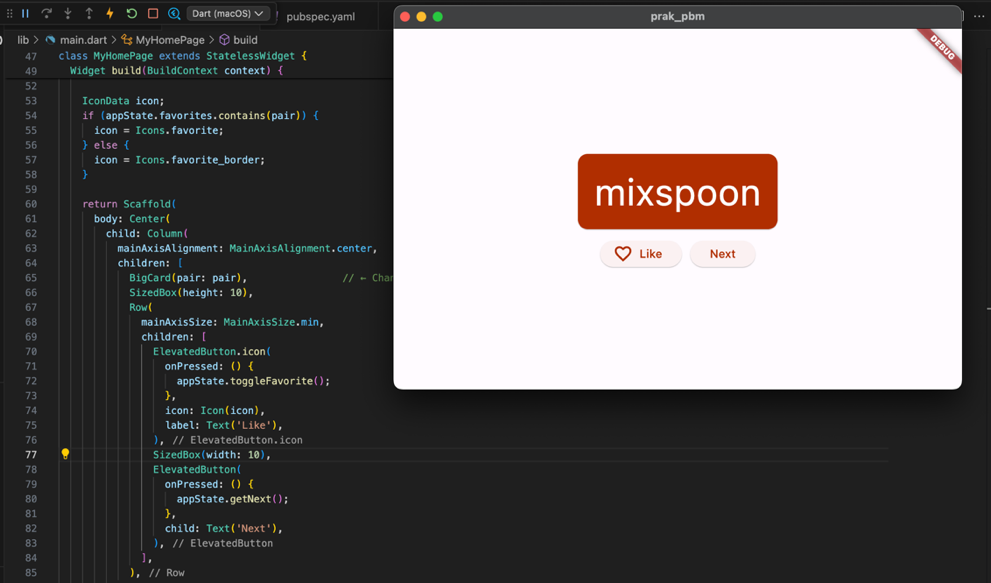 Dart (macOS)
pubspec.yaml
lib > main.dart > MyHomePage > build
47 class MyHomePage extends StatelessWidget {
49 Widget build(BuildContext context) {
52
53 IconData icon;
54 if (appState.favorites.contains(pair)) {
55 icon = Icons.favorite;
56 } else {
57 icon = Icons.favorite_border;
58 }
59
60 return Scaffold(
61 body: Center(
62 child: Column(
63 mainAxisAlignment: MainAxisAlignment.center,
64 children: [
65 BigCard(pair: pair), // ← Char
66 SizedBox(height: 10),
67 Row(
68 mainAxisSize: MainAxisSize.min,
69 children: [
70 ElevatedButton.icon(
71 onPressed: () {
72 appState.toggleFavorite();
73 },
74 icon: Icon(icon),
75 label: Text('Like'),
76 ), // ElevatedButton.icon
77 SizedBox(width: 10),
78 ElevatedButton(
79 onPressed: () {
80 appState.getNext();
81 },
82 child: Text('Next'),
83 ), // ElevatedButton
84 ],
85 ), // Row
prak_pbm
DEBUG
mixspoon
Like
Next